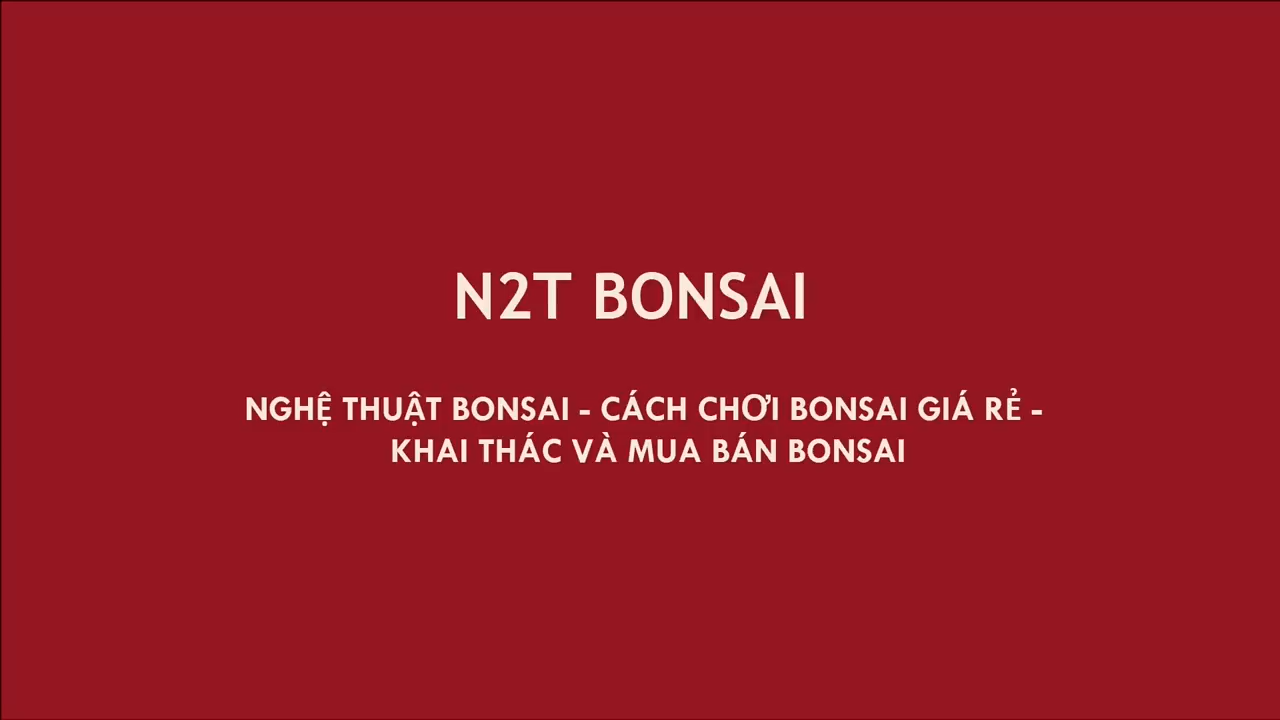 N2T BONSAI
NGHỆ THUẬT BONSAI - CÁCH CHƠI BONSAI GIÁ RẺ -
KHAI THÁC VÀ MUA BÁN BONSAI